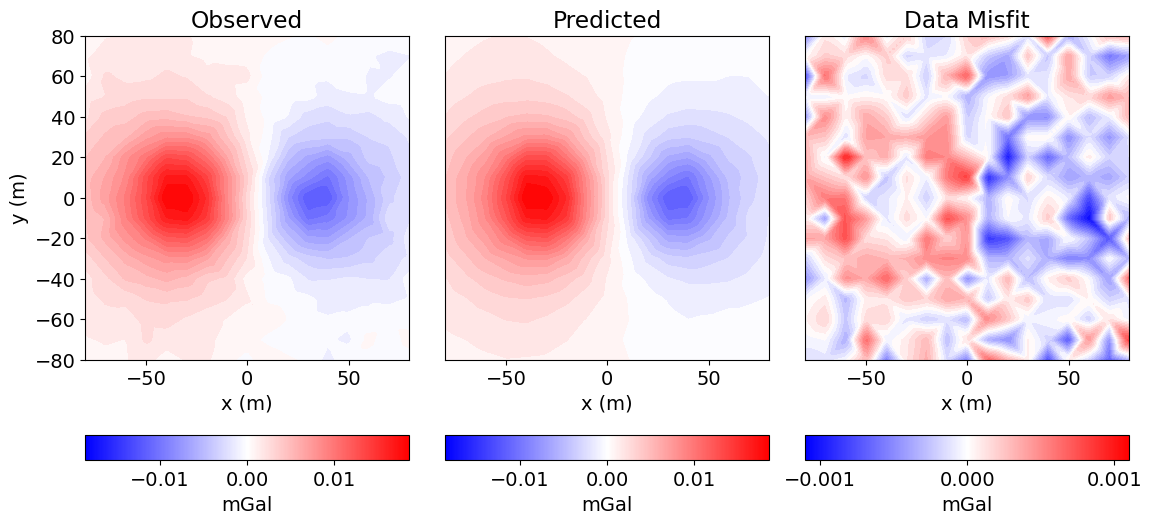 Observed
Predicted
Data Misfit
80
60
40
20
0
−20
−40
−60
−80
y (m)
−50 0 50
−50 0 50
−50 0 50
x (m)
x (m)
x (m)
−0.01 0.00 0.01
−0.01 0.00 0.01
−0.001 0.000 0.001
mGal
mGal
mGal